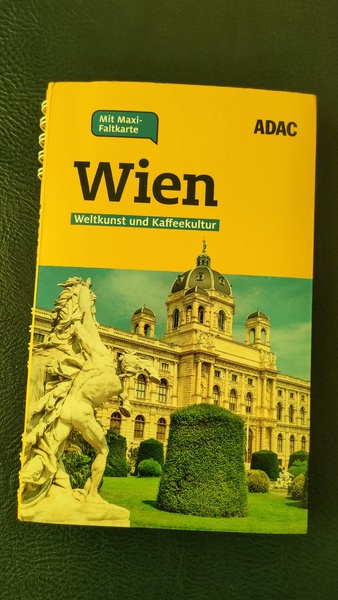 Mit Maxi-
Faltkarte
ADAC
Wien
Weltkunst und Kaffeekultur